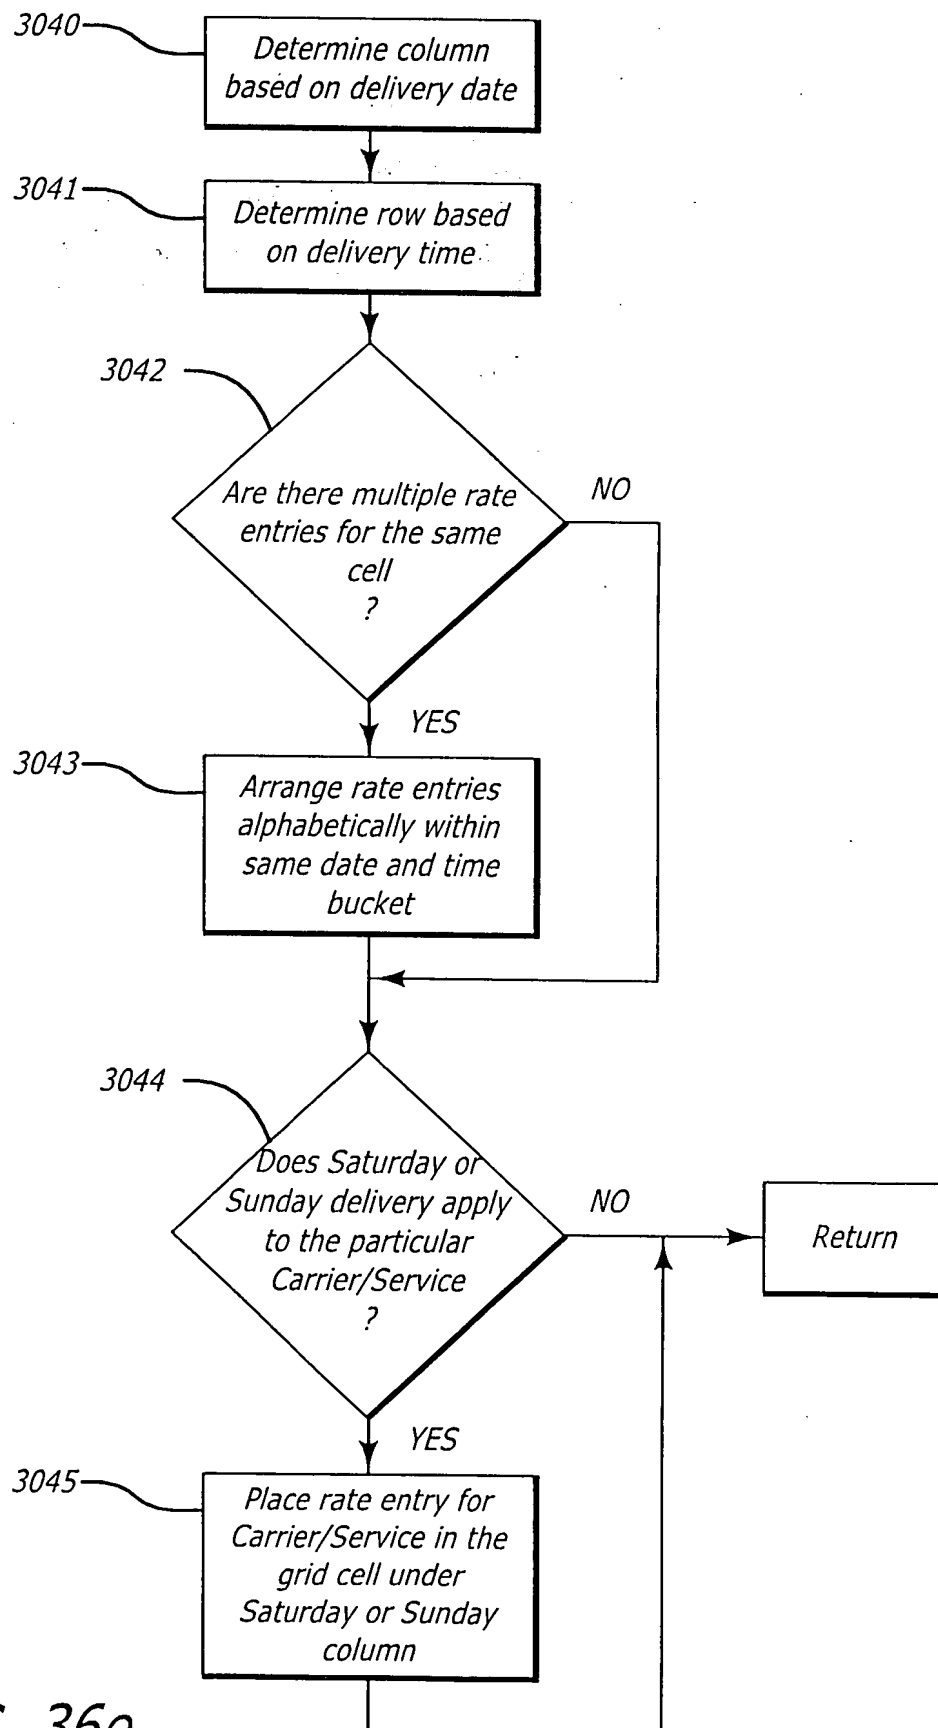 3040
Determine column
based on delivery date
3041
Determine row based
on delivery time
3042
Are there multiple rate
entries for the same
cell
?
NO
YES
3043
Arrange rate entries
alphabetically within
same date and time
bucket
3044
Does Saturday or
Sunday delivery apply
to the particular
Carrier/Service
?
NO
Return
YES
3045
Place rate entry for
Carrier/Service in the
grid cell under
Saturday or Sunday
column